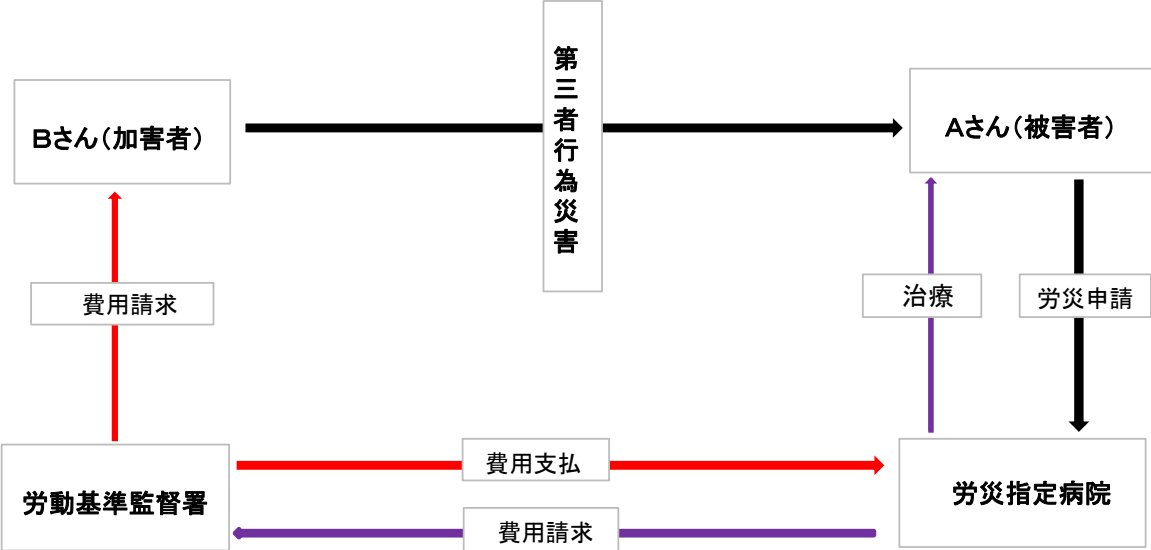 第三者行為災害
Bさん（加害者）
Aさん（被害者）
費用請求
治療
労災申請
労動基準監督署
費用支払
費用請求
労災指定病院